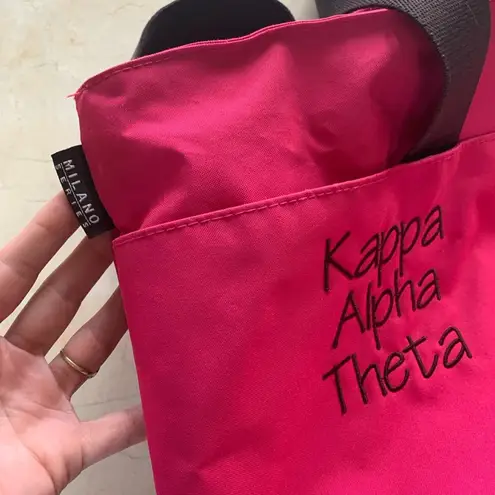 MILANO
SERIES
Kappa
Alpha
Theta